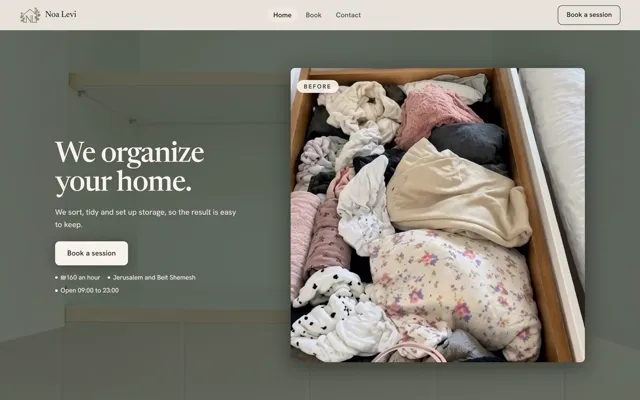 NL
Noa Levi
Home
Book
Contact
Book a session
BEFORE
We organize
your home.
We sort, tidy and set up storage, so the result is easy
to keep.
Book a session
₪160 an hour • Jerusalem and Beit Shemesh
Open 09:00 to 23:00